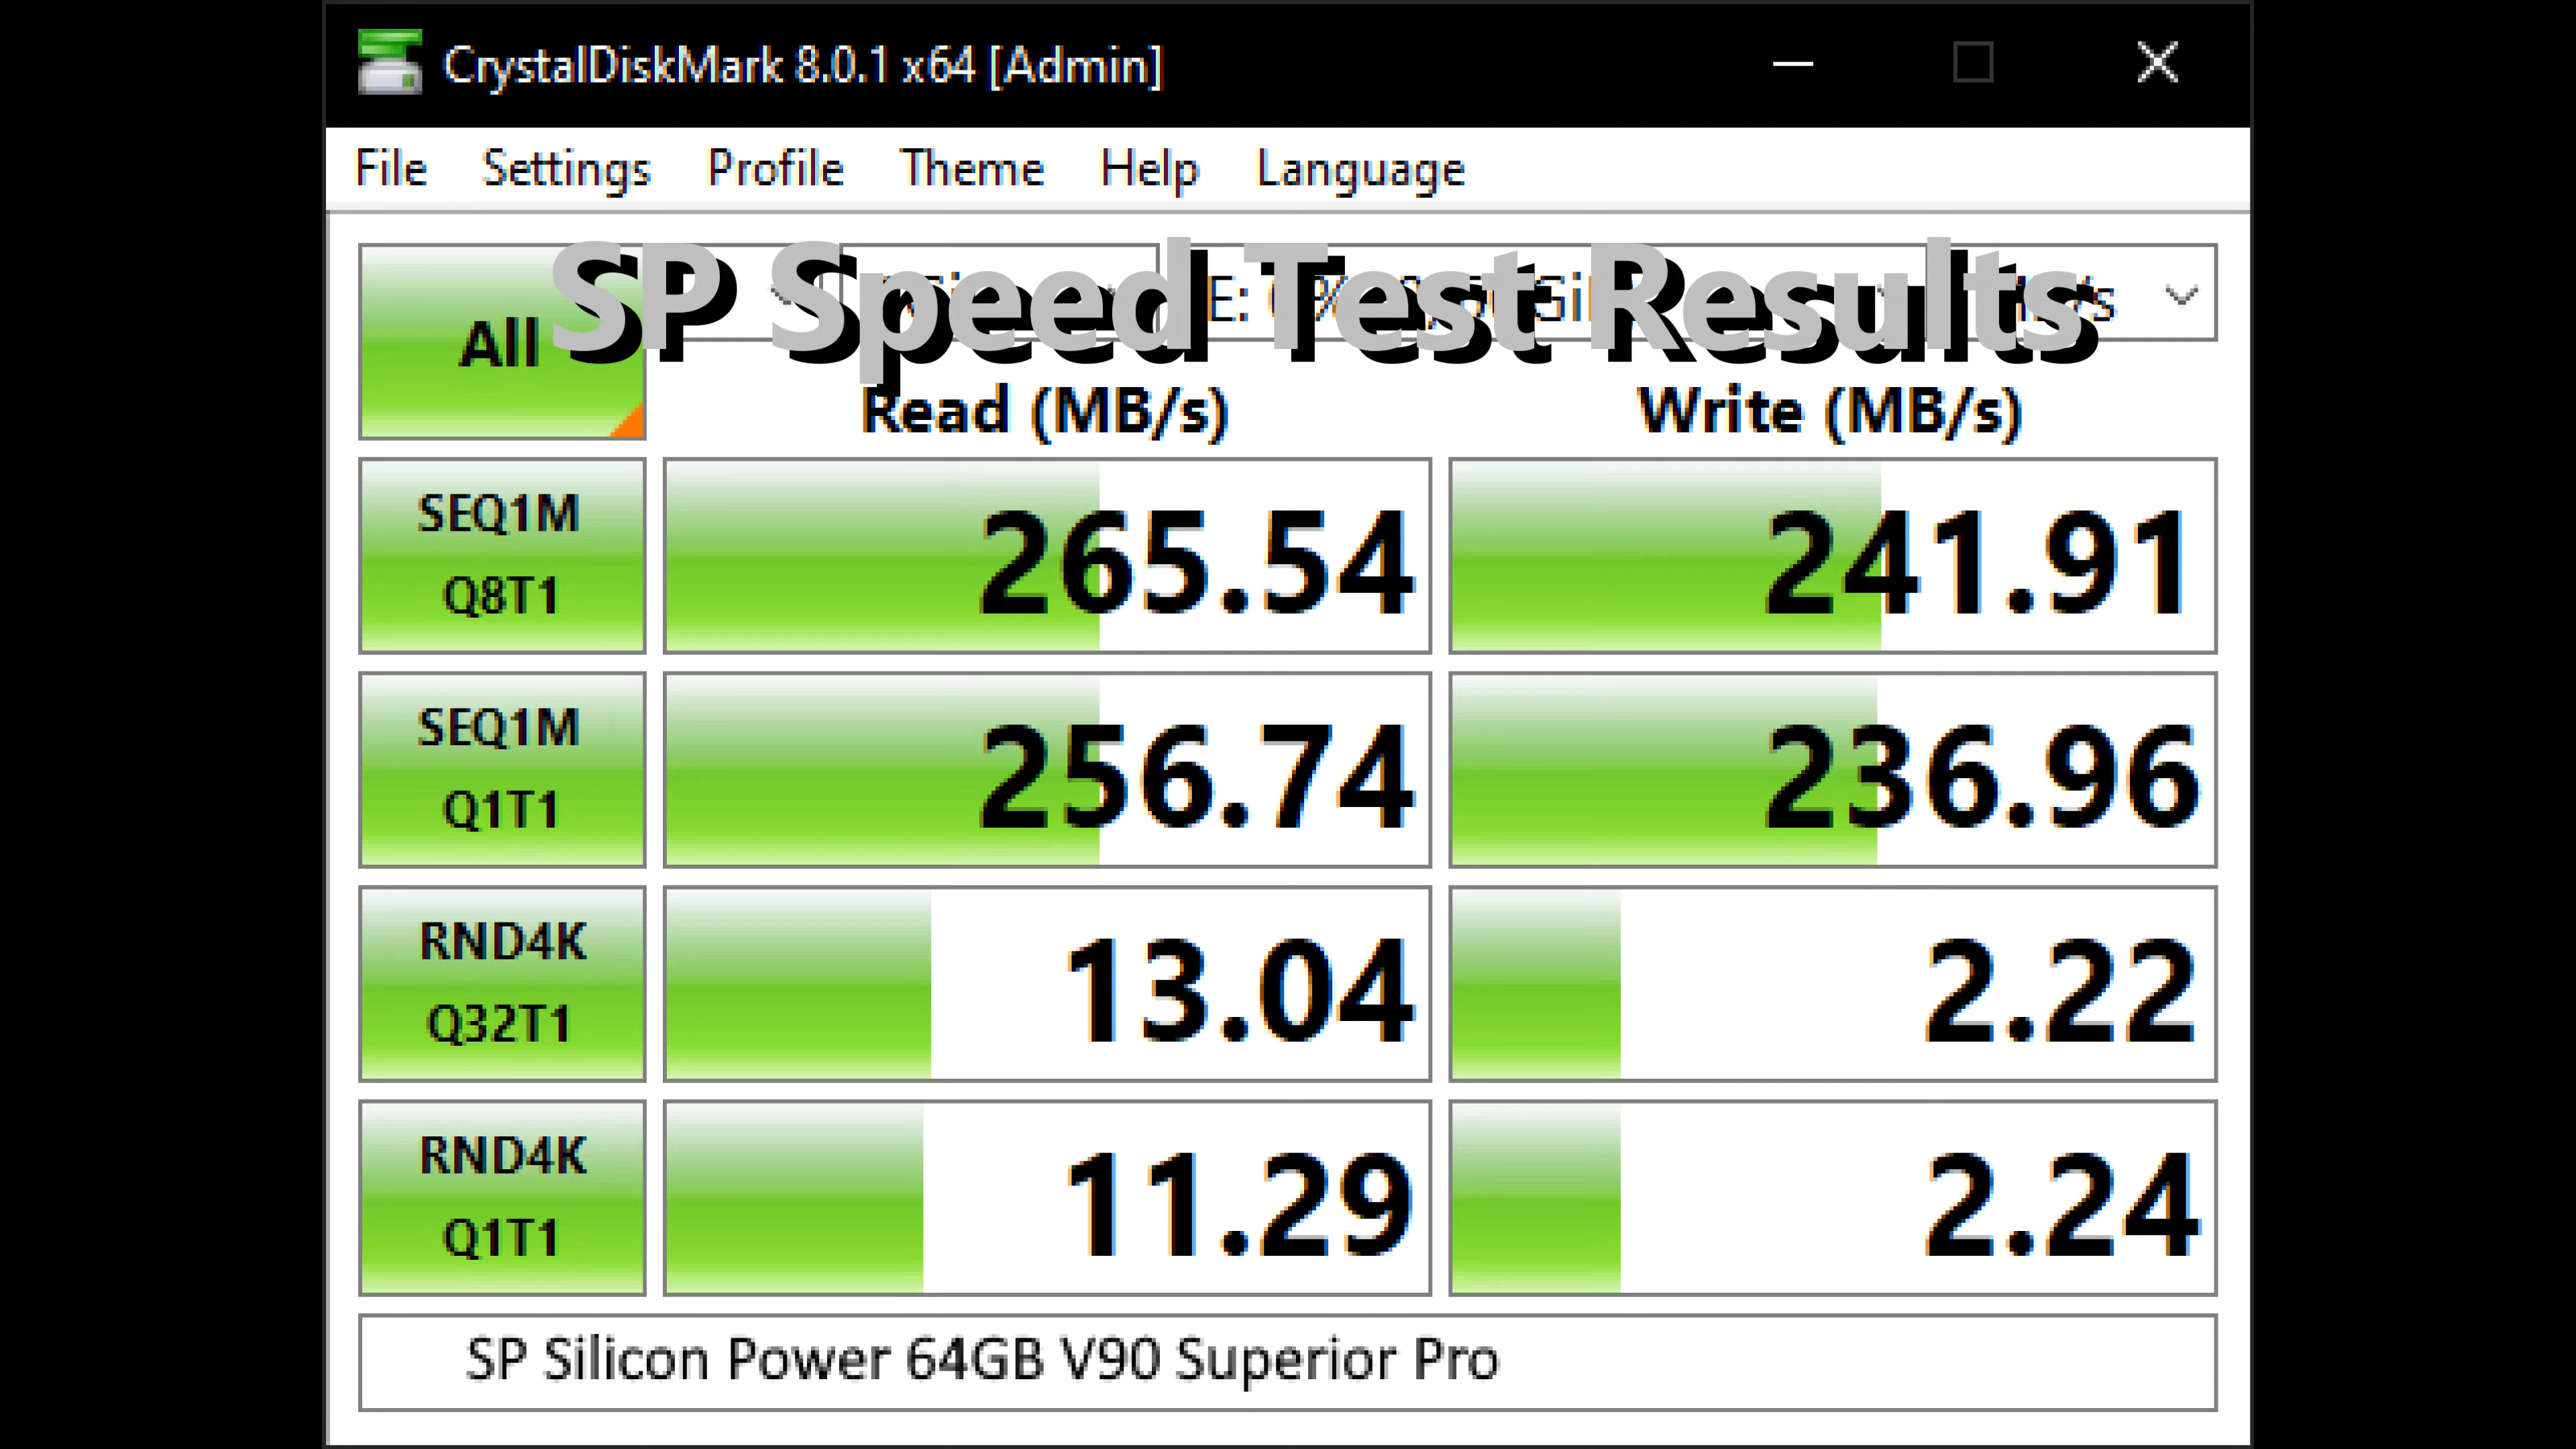 CrystalDiskMark 8.0.1 x64 [Admin]
File Settings Profile Theme Help Language
SP Speed Test Results
All
E:
Read (MB/s) Write (MB/s)
SEQ1M
Q8T1
265.54 241.91
SEQ1M
Q1T1
256.74 236.96
RND4K
Q32T1
13.04 2.22
RND4K
Q1T1
11.29 2.24
SP Silicon Power 64GB V90 Superior Pro